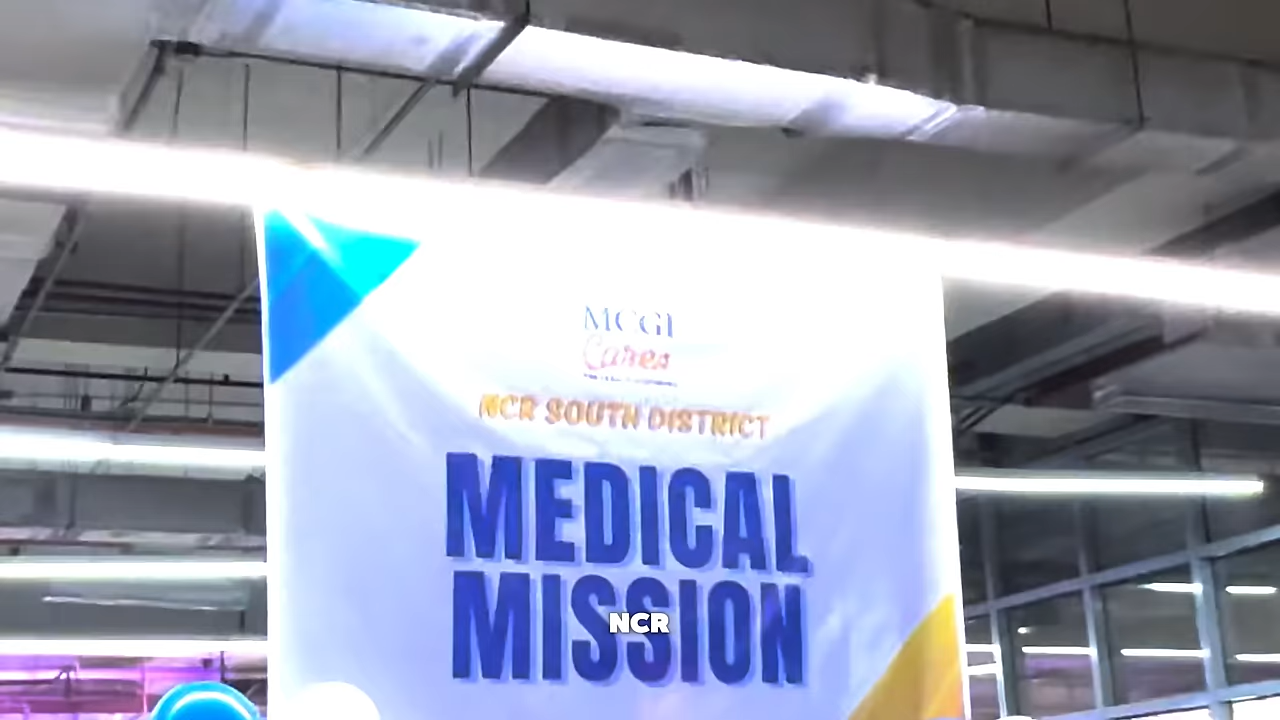 MCGI
Cares
NCR SOUTH DISTRICT
MEDICAL
MISSION
NCR